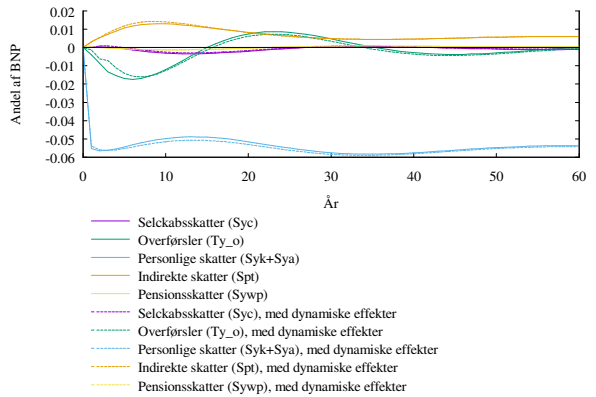 0.02
0.01
0
-0.01
-0.02
-0.03
-0.04
-0.05
-0.06
Andel af BNP
0 10 20 30 40 50 60
År
Selckabsskatter (Syc)
Overførsler (Ty_o)
Personlige skatter (Syk+Sya)
Indirekte skatter (Spt)
Pensionsskatter (Sywp)
Selckabsskatter (Syc), med dynamiske effekter
Overførsler (Ty_o), med dynamiske effekter
Personlige skatter (Syk+Sya), med dynamiske effekter
Indirekte skatter (Spt), med dynamiske effekter
Pensionsskatter (Sywp), med dynamiske effekter